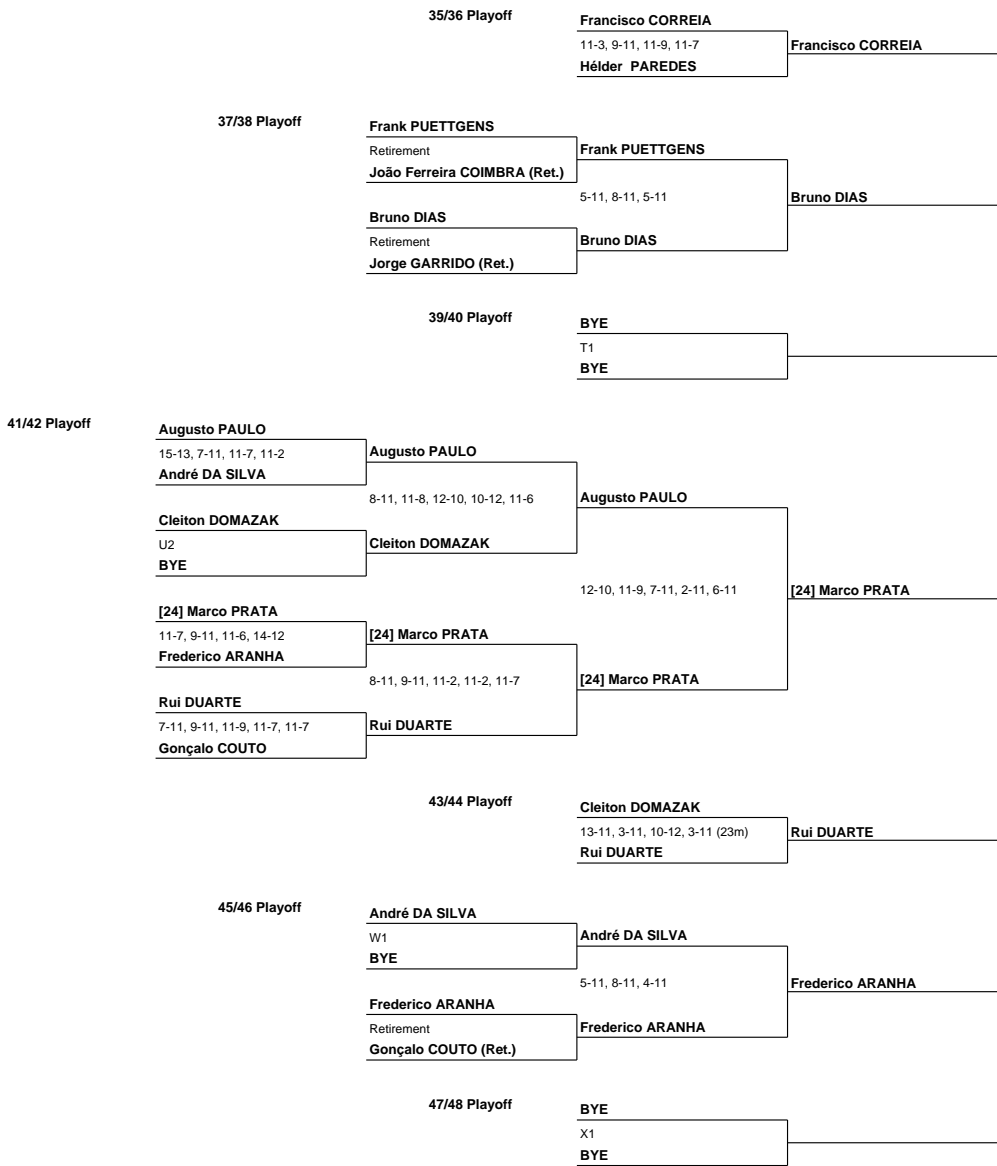 35/36 Playoff
Francisco CORREIA
11-3, 9-11, 11-9, 11-7
Francisco CORREIA
Hélder  PAREDES
37/38 Playoff
Frank PUETTGENS
Retirement
Frank PUETTGENS
João Ferreira COIMBRA (Ret.)
5-11, 8-11, 5-11
Bruno DIAS
Bruno DIAS
Retirement
Bruno DIAS
Jorge GARRIDO (Ret.)
39/40 Playoff
BYE
T1
BYE
41/42 Playoff
Augusto PAULO
15-13, 7-11, 11-7, 11-2
Augusto PAULO
André DA SILVA
8-11, 11-8, 12-10, 10-12, 11-6
Augusto PAULO
Cleiton DOMAZAK
U2
Cleiton DOMAZAK
BYE
12-10, 11-9, 7-11, 2-11, 6-11
[24] Marco PRATA
[24] Marco PRATA
11-7, 9-11, 11-6, 14-12
[24] Marco PRATA
Frederico ARANHA
8-11, 9-11, 11-2, 11-2, 11-7
[24] Marco PRATA
Rui DUARTE
7-11, 9-11, 11-9, 11-7, 11-7
Rui DUARTE
Gonçalo COUTO
43/44 Playoff
Cleiton DOMAZAK
13-11, 3-11, 10-12, 3-11 (23m)
Rui DUARTE
Rui DUARTE
45/46 Playoff
André DA SILVA
W1
André DA SILVA
BYE
5-11, 8-11, 4-11
Frederico ARANHA
Frederico ARANHA
Retirement
Frederico ARANHA
Gonçalo COUTO (Ret.)
47/48 Playoff
BYE
X1
BYE